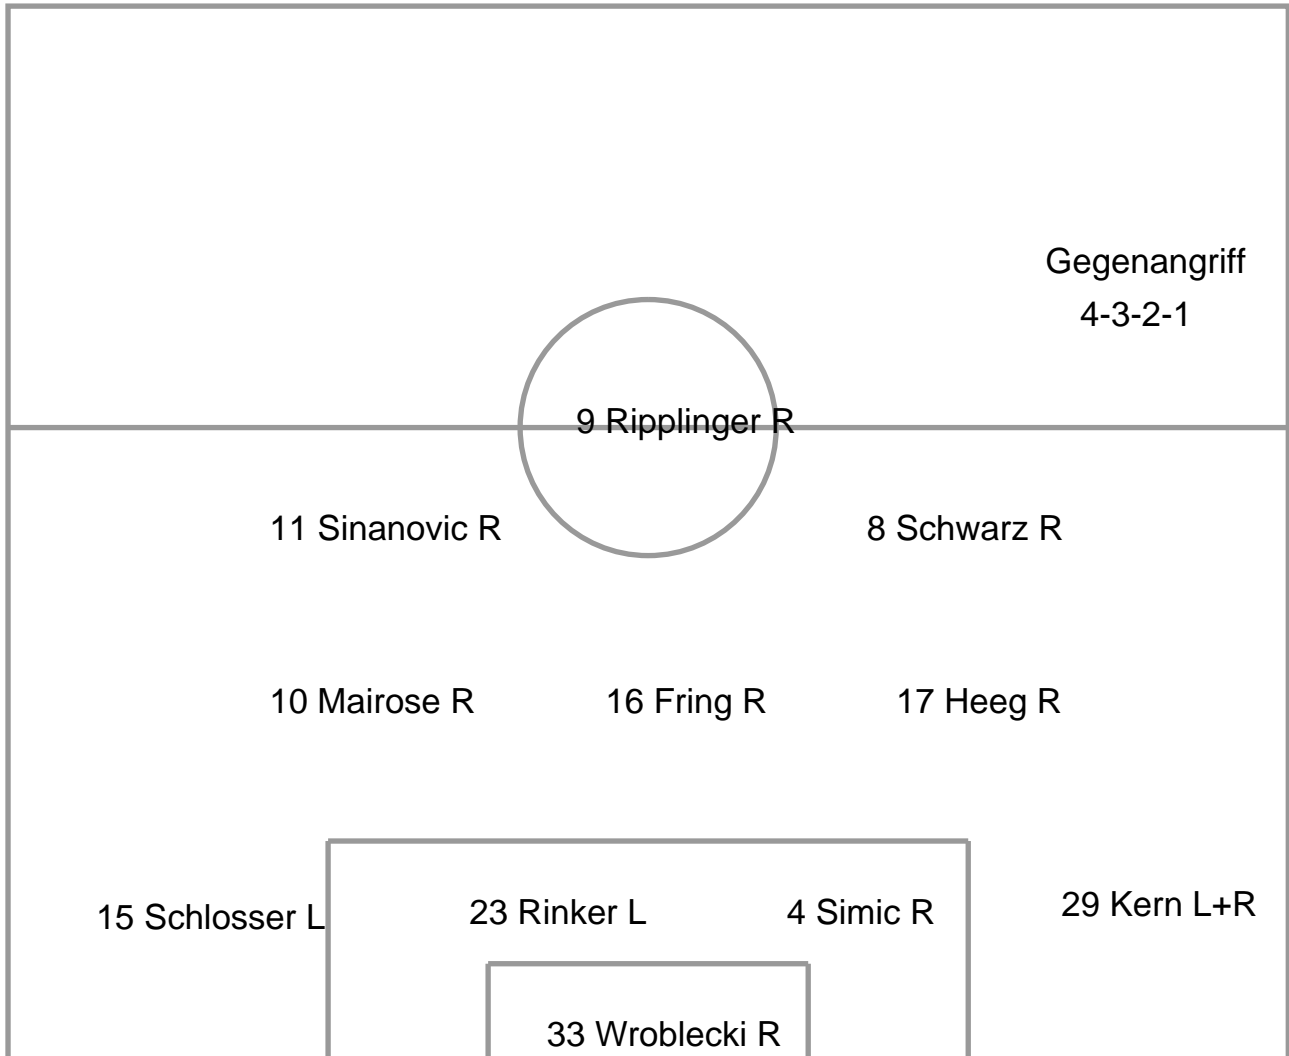 Gegenangriff
4-3-2-1
9 Ripplinger R
11 Sinanovic R
8 Schwarz R
10 Mairose R
16 Fring R
17 Heeg R
15 Schlosser L
23 Rinker L
4 Simic R
29 Kern L+R
33 Wroblecki R